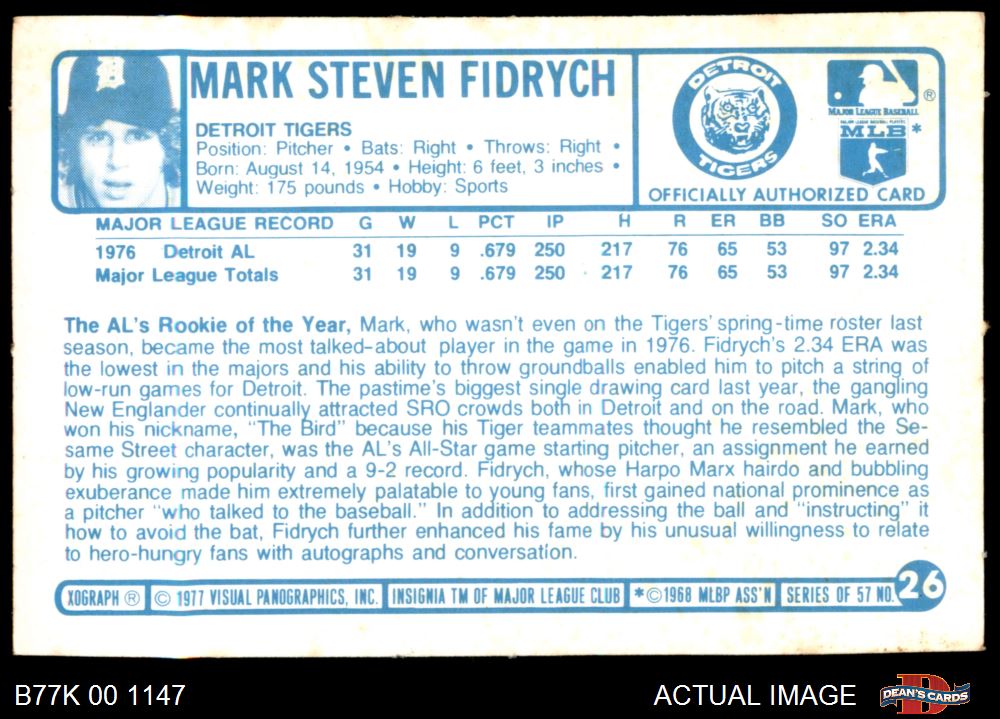 MARK STEVEN FIDRYCH
DETROIT TIGERS
Position: Pitcher • Bats: Right • Throws: Right •
Born: August 14, 1954 • Height: 6 feet, 3 inches •
Weight: 175 pounds • Hobby: Sports
DETROIT
TIGERS
®
MAJOR LEAGUE BASEBALL
MAJOR LEAGUE BASEBALL PLAYERS
MLB *
OFFICIALLY AUTHORIZED CARD
MAJOR LEAGUE RECORD G W L PCT IP H R ER BB SO ERA
1976 Detroit AL 31 19 9 .679 250 217 76 65 53 97 2.34
Major League Totals 31 19 9 .679 250 217 76 65 53 97 2.34
The AL's Rookie of the Year, Mark, who wasn't even on the Tigers' spring-time roster last
season, became the most talked-about player in the game in 1976. Fidrych's 2.34 ERA was
the lowest in the majors and his ability to throw groundballs enabled him to pitch a string of
low-run games for Detroit. The pastime's biggest single drawing card last year, the gangling
New Englander continually attracted SRO crowds both in Detroit and on the road. Mark, who
won his nickname, "The Bird" because his Tiger teammates thought he resembled the Se-
same Street character, was the AL's All-Star game starting pitcher, an assignment he earned
by his growing popularity and a 9-2 record. Fidrych, whose Harpo Marx hairdo and bubbling
exuberance made him extremely palatable to young fans, first gained national prominence as
a pitcher "who talked to the baseball." In addition to addressing the ball and "instructing" it
how to avoid the bat, Fidrych further enhanced his fame by his unusual willingness to relate
to hero-hungry fans with autographs and conversation.
XOGRAPH ® © 1977 VISUAL PANOGRAPHICS, INC. INSIGNIA TM OF MAJOR LEAGUE CLUB *©1968 MLBP ASS'N SERIES OF 57 NO. 26
B77K 00 1147 ACTUAL IMAGE DEAN'S CARDS